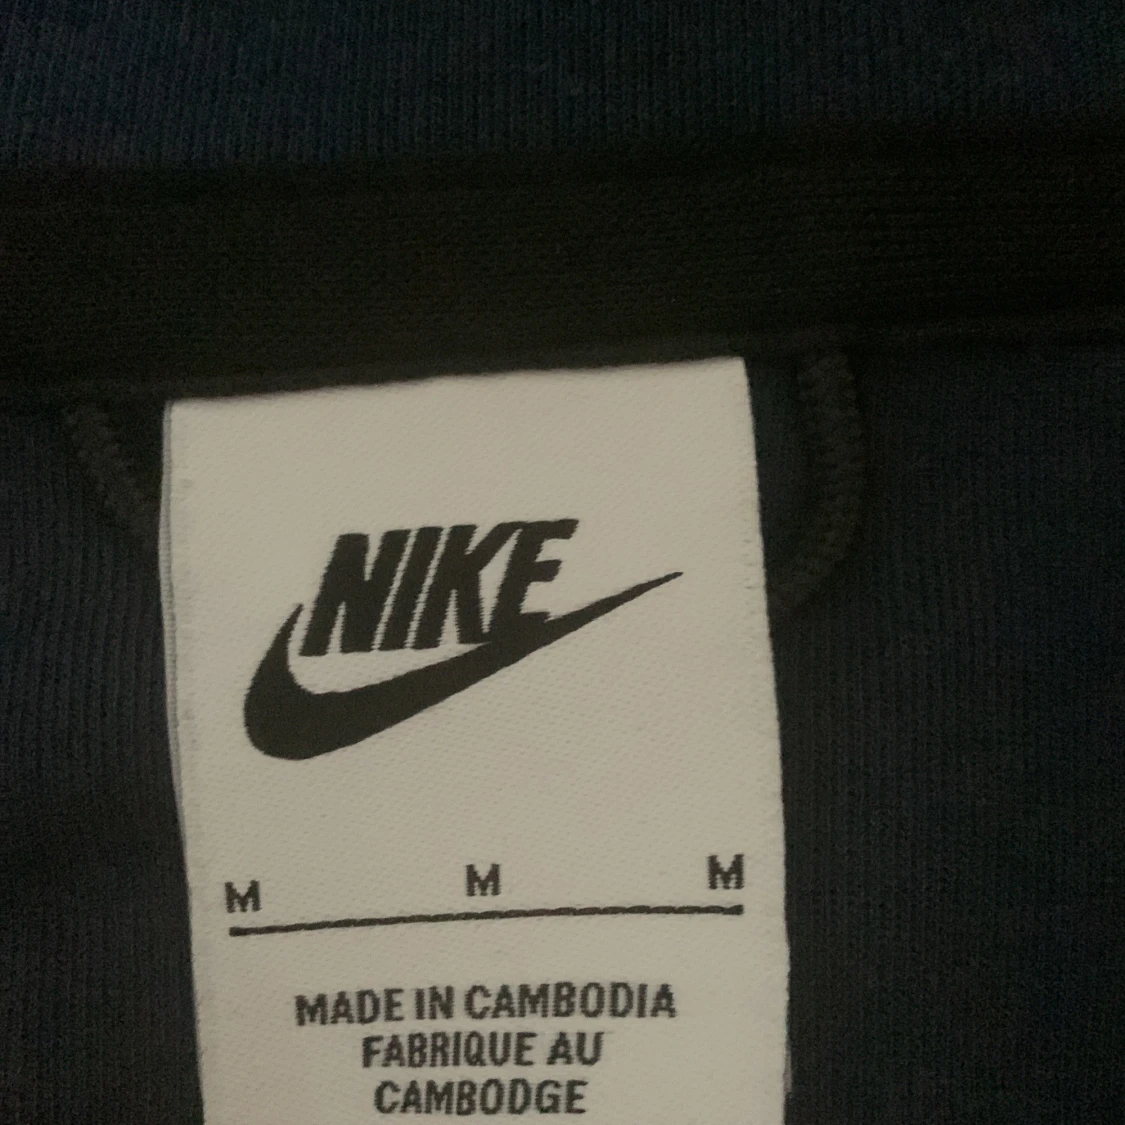 NIKE
M M M
MADE IN CAMBODIA
FABRIQUE AU
CAMBODGE